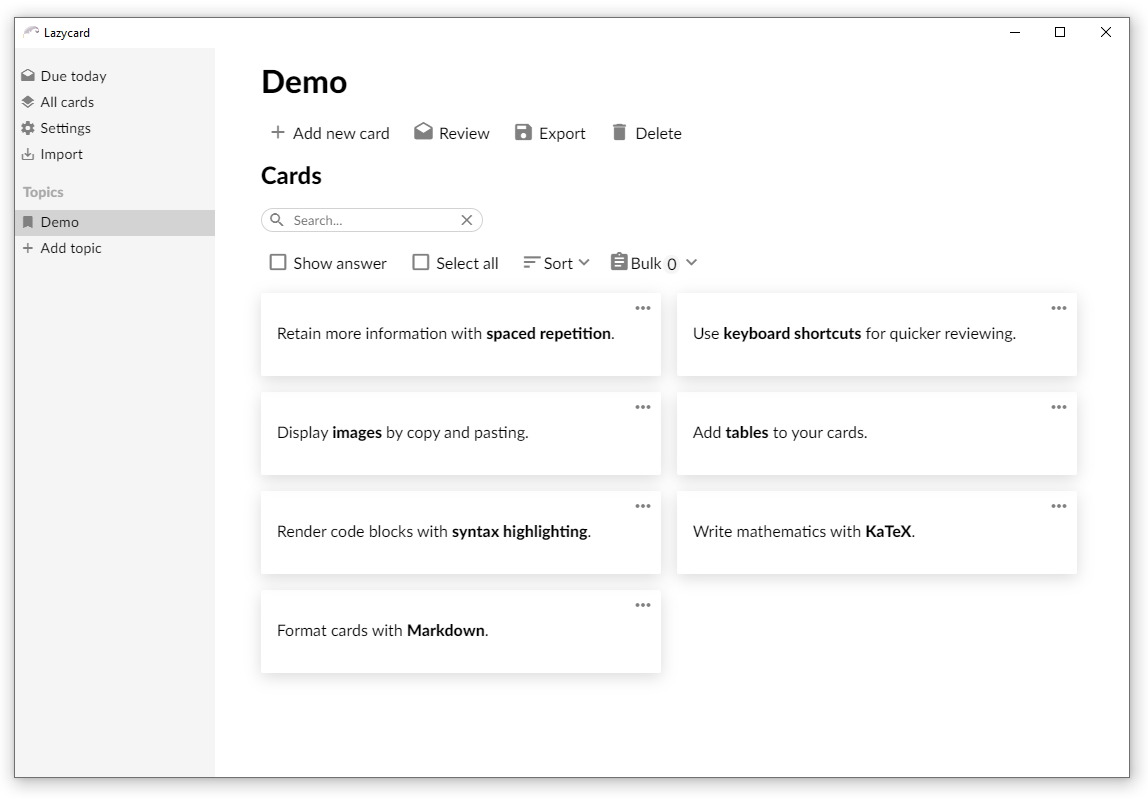 Lazycard
Due today
All cards
Settings
Import
Topics
Demo
Add topic
Demo
Add new card Review Export Delete
Cards
Search...
Show answer Select all Sort Bulk 0
Retain more information with spaced repetition.
Use keyboard shortcuts for quicker reviewing.
Display images by copy and pasting.
Add tables to your cards.
Render code blocks with syntax highlighting.
Write mathematics with KaTeX.
Format cards with Markdown.